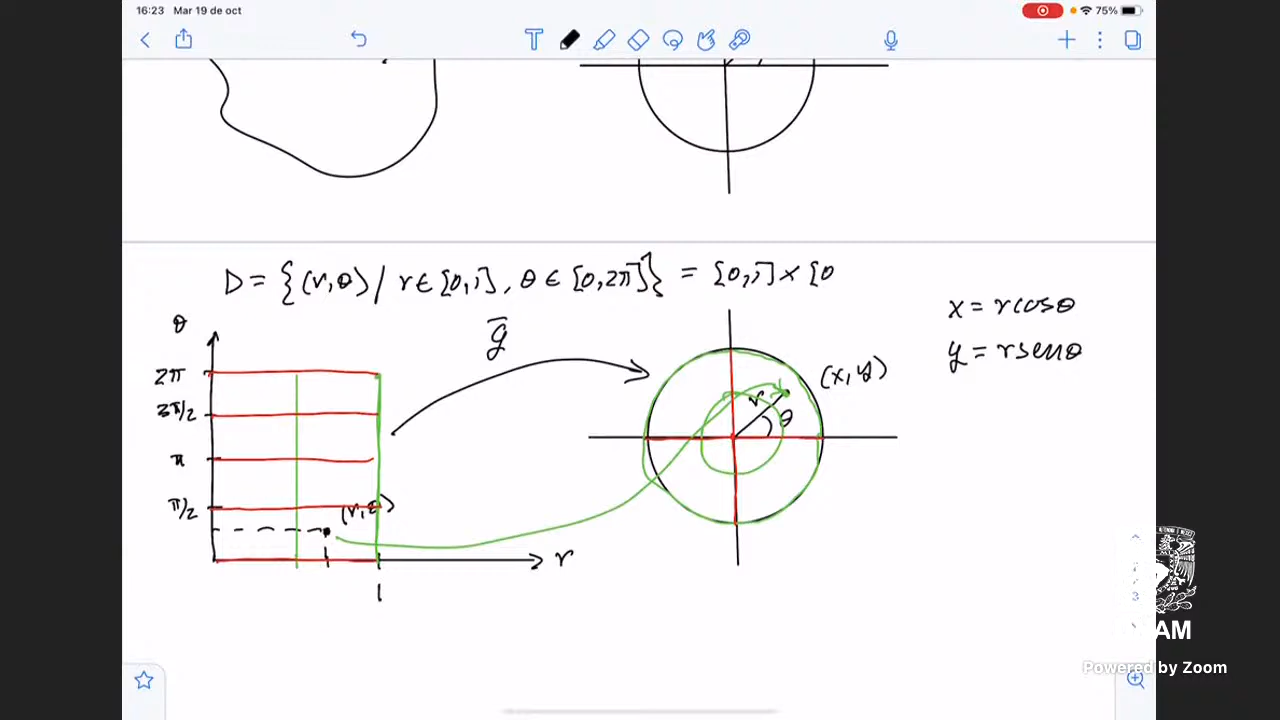 16:23 Mar 19 de oct
75%
D = {(r,θ) / r ∈ [0,1], θ ∈ [0,2π]} = [0,1] × [0
x = r cos θ
y = r sen θ
θ
ḡ
2π
3π/2
π
π/2
(r,θ)
r
1
(x,y)
r
θ
3
Powered by Zoom